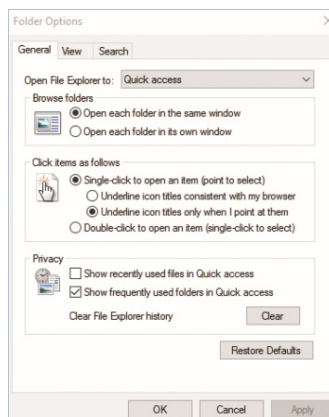 Folder Options
General View Search
Open File Explorer to: Quick access
Browse folders
Open each folder in the same window
Open each folder in its own window
Click items as follows
Single-click to open an item (point to select)
Underline icon titles consistent with my browser
Underline icon titles only when I point at them
Double-click to open an item (single-click to select)
Privacy
Show recently used files in Quick access
Show frequently used folders in Quick access
Clear File Explorer history Clear
Restore Defaults
OK Cancel Apply